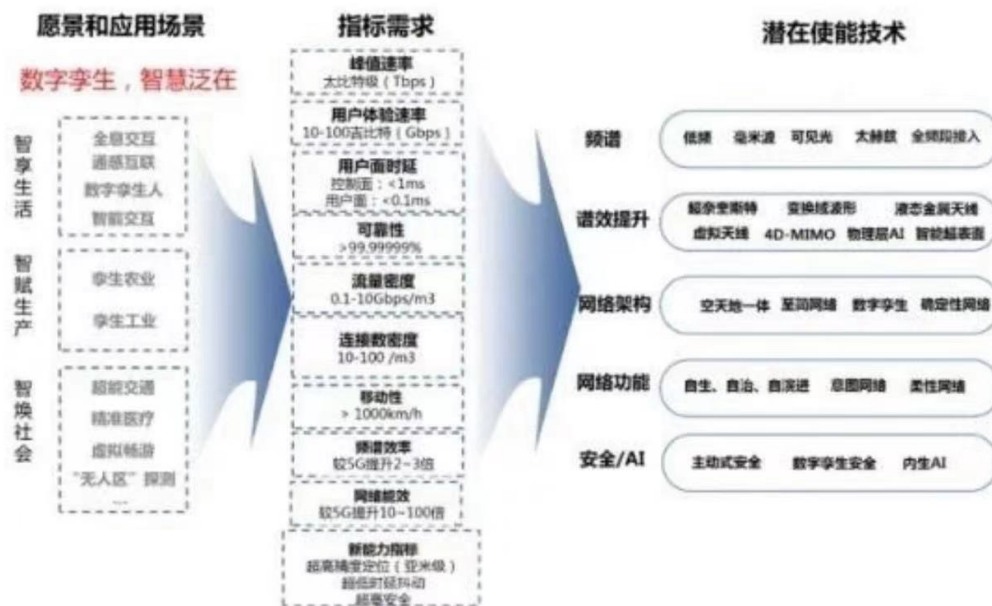 愿景和应用场景
数字孪生，智慧泛在
智享生活
全息交互
通感互联
数字孪生人
智能交互
智赋生产
孪生农业
孪生工业
智焕社会
超能交通
精准医疗
虚拟畅游
“无人区”探测
...
指标需求
峰值速率
太比特级（Tbps）
用户体验速率
10-100吉比特（Gbps）
用户面时延
控制面：<1ms
用户面：<0.1ms
可靠性
>99.99999%
流量密度
0.1-10Gbps/m3
连接数密度
10-100 /m3
移动性
> 1000km/h
频谱效率
较5G提升2~3倍
网络能效
较5G提升10~100倍
新能力指标
超高精度定位（亚米级）
超低时延抖动
超高安全
潜在使能技术
频谱
低频 毫米波 可见光 太赫兹 全频段接入
谱效提升
超奈奎斯特 变换域波形 液态金属天线
虚拟天线 4D-MIMO 物理层AI 智能超表面
网络架构
空天地一体 至简网络 数字孪生 确定性网络
网络功能
自生、自治、自演进 意图网络 柔性网络
安全/AI
主动式安全 数字孪生安全 内生AI